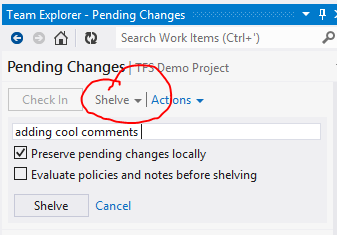 Team Explorer - Pending Changes
Search Work Items (Ctrl+')
Pending Changes | TFS Demo Project
Check In Shelve | Actions
adding cool comments
Preserve pending changes locally
Evaluate policies and notes before shelving
Shelve Cancel